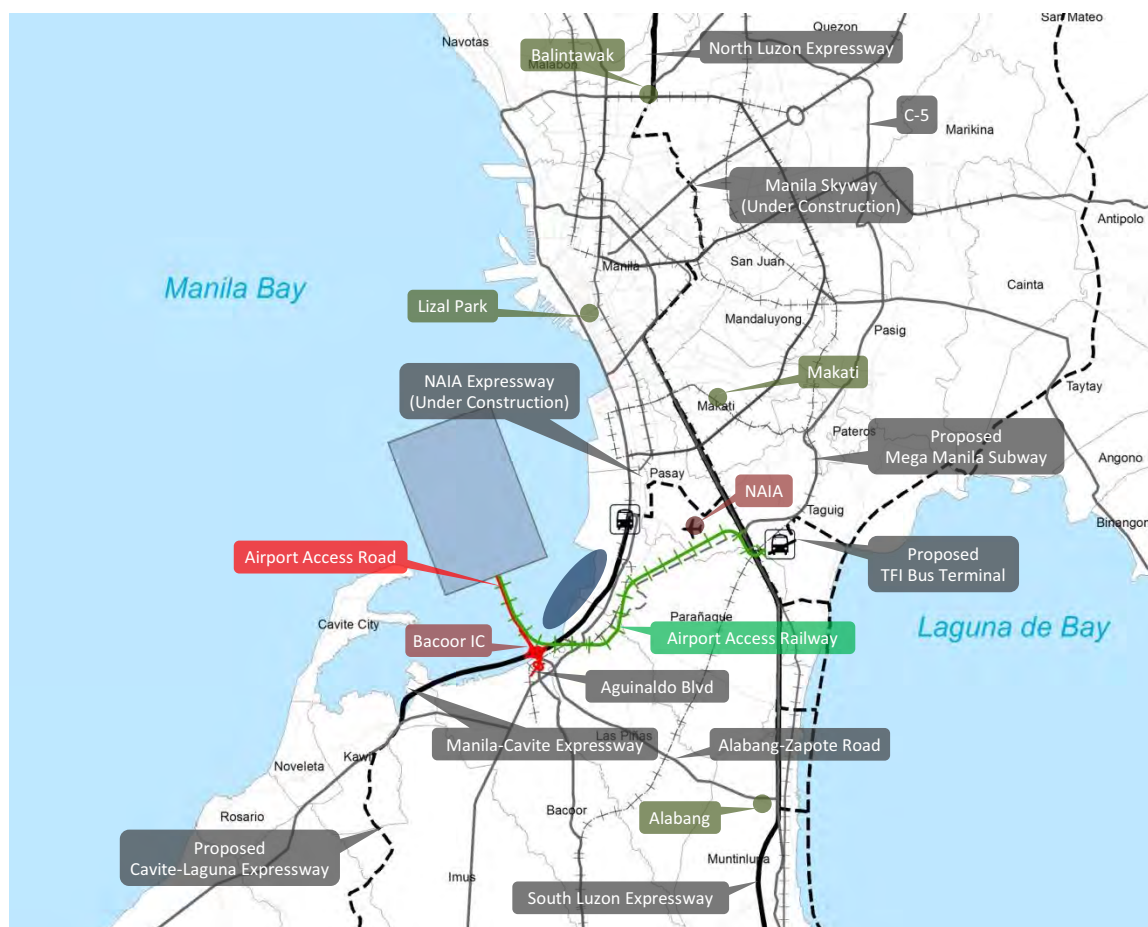 San Mateo
Quezon
Navotas
North Luzon Expressway
Balintawak
Malabon
C-5
Marikina
Manila Skyway
(Under Construction)
Antipolo
Manila
San Juan
Manila Bay
Cainta
Lizal Park
Mandaluyong
Pasig
NAIA Expressway
(Under Construction)
Makati
Taytay
Makati
Pateros
Proposed
Mega Manila Subway
Angono
Pasay
NAIA
Taguig
Binangon
Airport Access Road
Proposed
TFI Bus Terminal
Parañaque
Cavite City
Bacoor IC
Airport Access Railway
Laguna de Bay
Aguinaldo Blvd
Las Piñas
Manila-Cavite Expressway
Alabang-Zapote Road
Kawi
Noveleta
Rosario
Bacoor
Alabang
Proposed
Cavite-Laguna Expressway
Muntinlupa
Imus
South Luzon Expressway